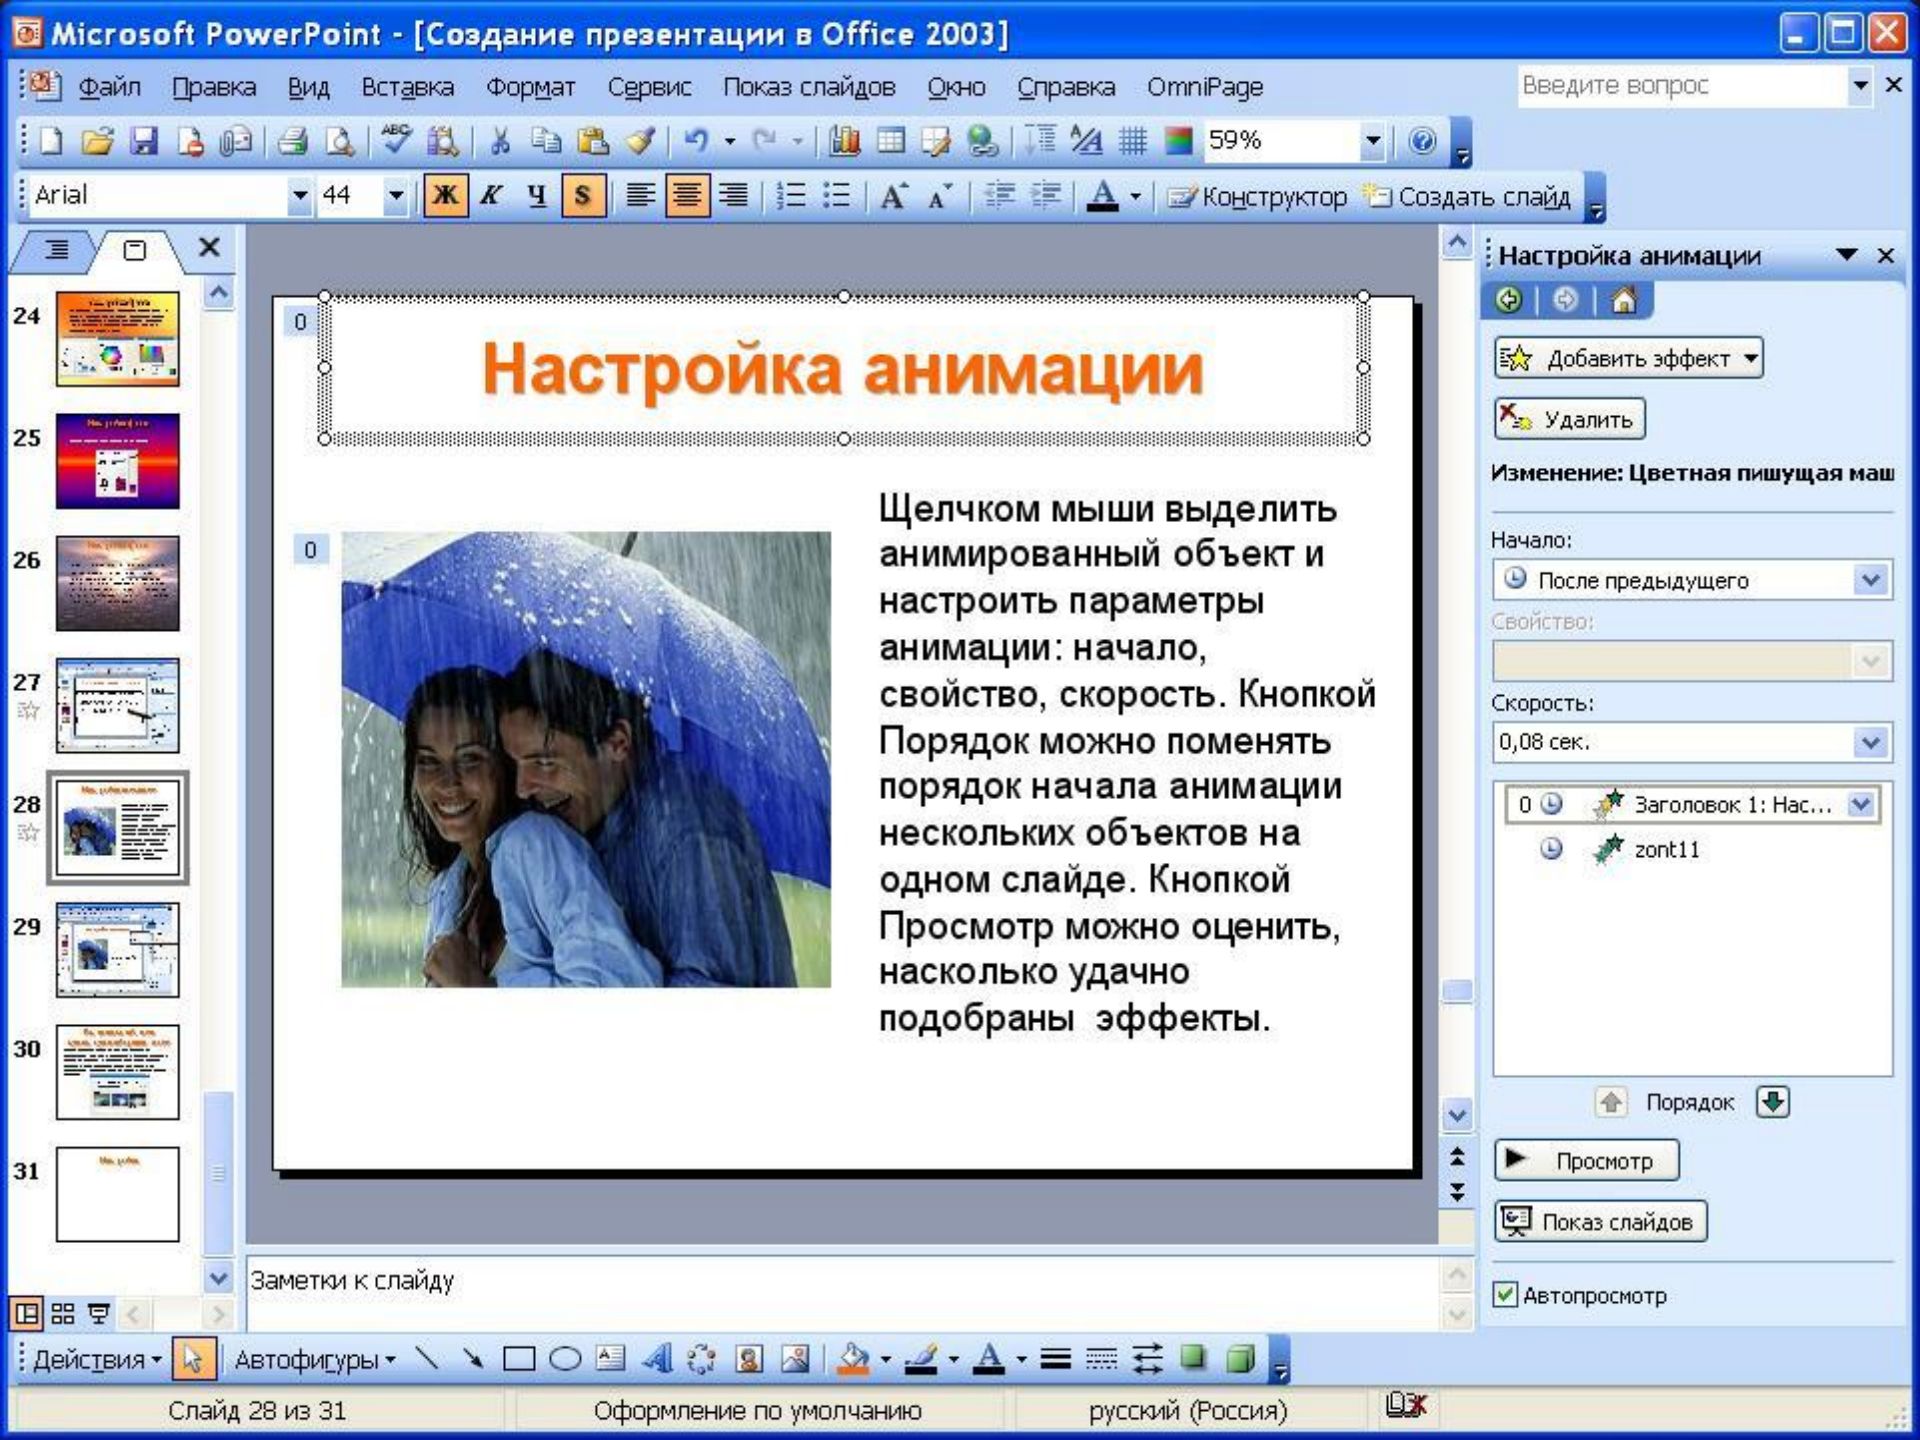 Microsoft PowerPoint - [Создание презентации в Office 2003]
Файл Правка Вид Вставка Формат Сервис Показ слайдов Окно Справка OmniPage Введите вопрос
ABC 59%
Arial 44 Ж К Ч S Конструктор Создать слайд
24
25
26
27
28
29
30
31
0
Настройка анимации
0
Щелчком мыши выделить
анимированный объект и
настроить параметры
анимации: начало,
свойство, скорость. Кнопкой
Порядок можно поменять
порядок начала анимации
нескольких объектов на
одном слайде. Кнопкой
Просмотр можно оценить,
насколько удачно
подобраны эффекты.
Настройка анимации
Добавить эффект
Удалить
Изменение: Цветная пишущая маш
Начало:
После предыдущего
Свойство:
Скорость:
0,08 сек.
0 Заголовок 1: Нас...
zont11
Порядок
Просмотр
Показ слайдов
Автопросмотр
Заметки к слайду
Действия Автофигуры
Слайд 28 из 31 Оформление по умолчанию русский (Россия)